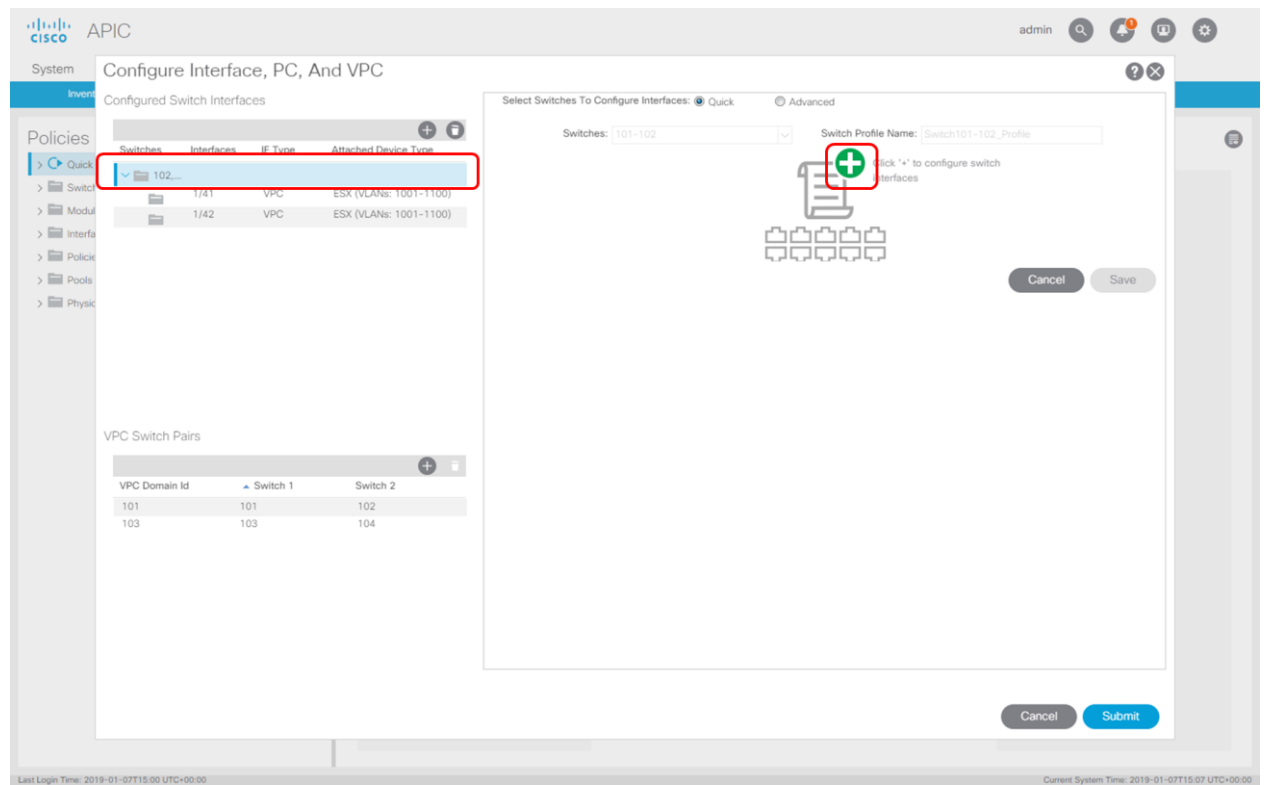 CISCO APIC admin 1
System
Configure Interface, PC, And VPC ?
Invent
Configured Switch Interfaces
Select Switches To Configure Interfaces: Quick Advanced
Policies
Switches: 101-102 Switch Profile Name: Switch101-102_Profile
Switches Interfaces IF Type Attached Device Type
Quick
102,...
Click '+' to configure switch
interfaces
Switch
1/41 VPC ESX (VLANs: 1001-1100)
Modul
1/42 VPC ESX (VLANs: 1001-1100)
Interfa
Policie
Pools
Physic
Cancel Save
VPC Switch Pairs
VPC Domain Id Switch 1 Switch 2
101 101 102
103 103 104
Cancel Submit
Last Login Time: 2019-01-07T15:00 UTC+00:00 Current System Time: 2019-01-07T15:07 UTC+00:00